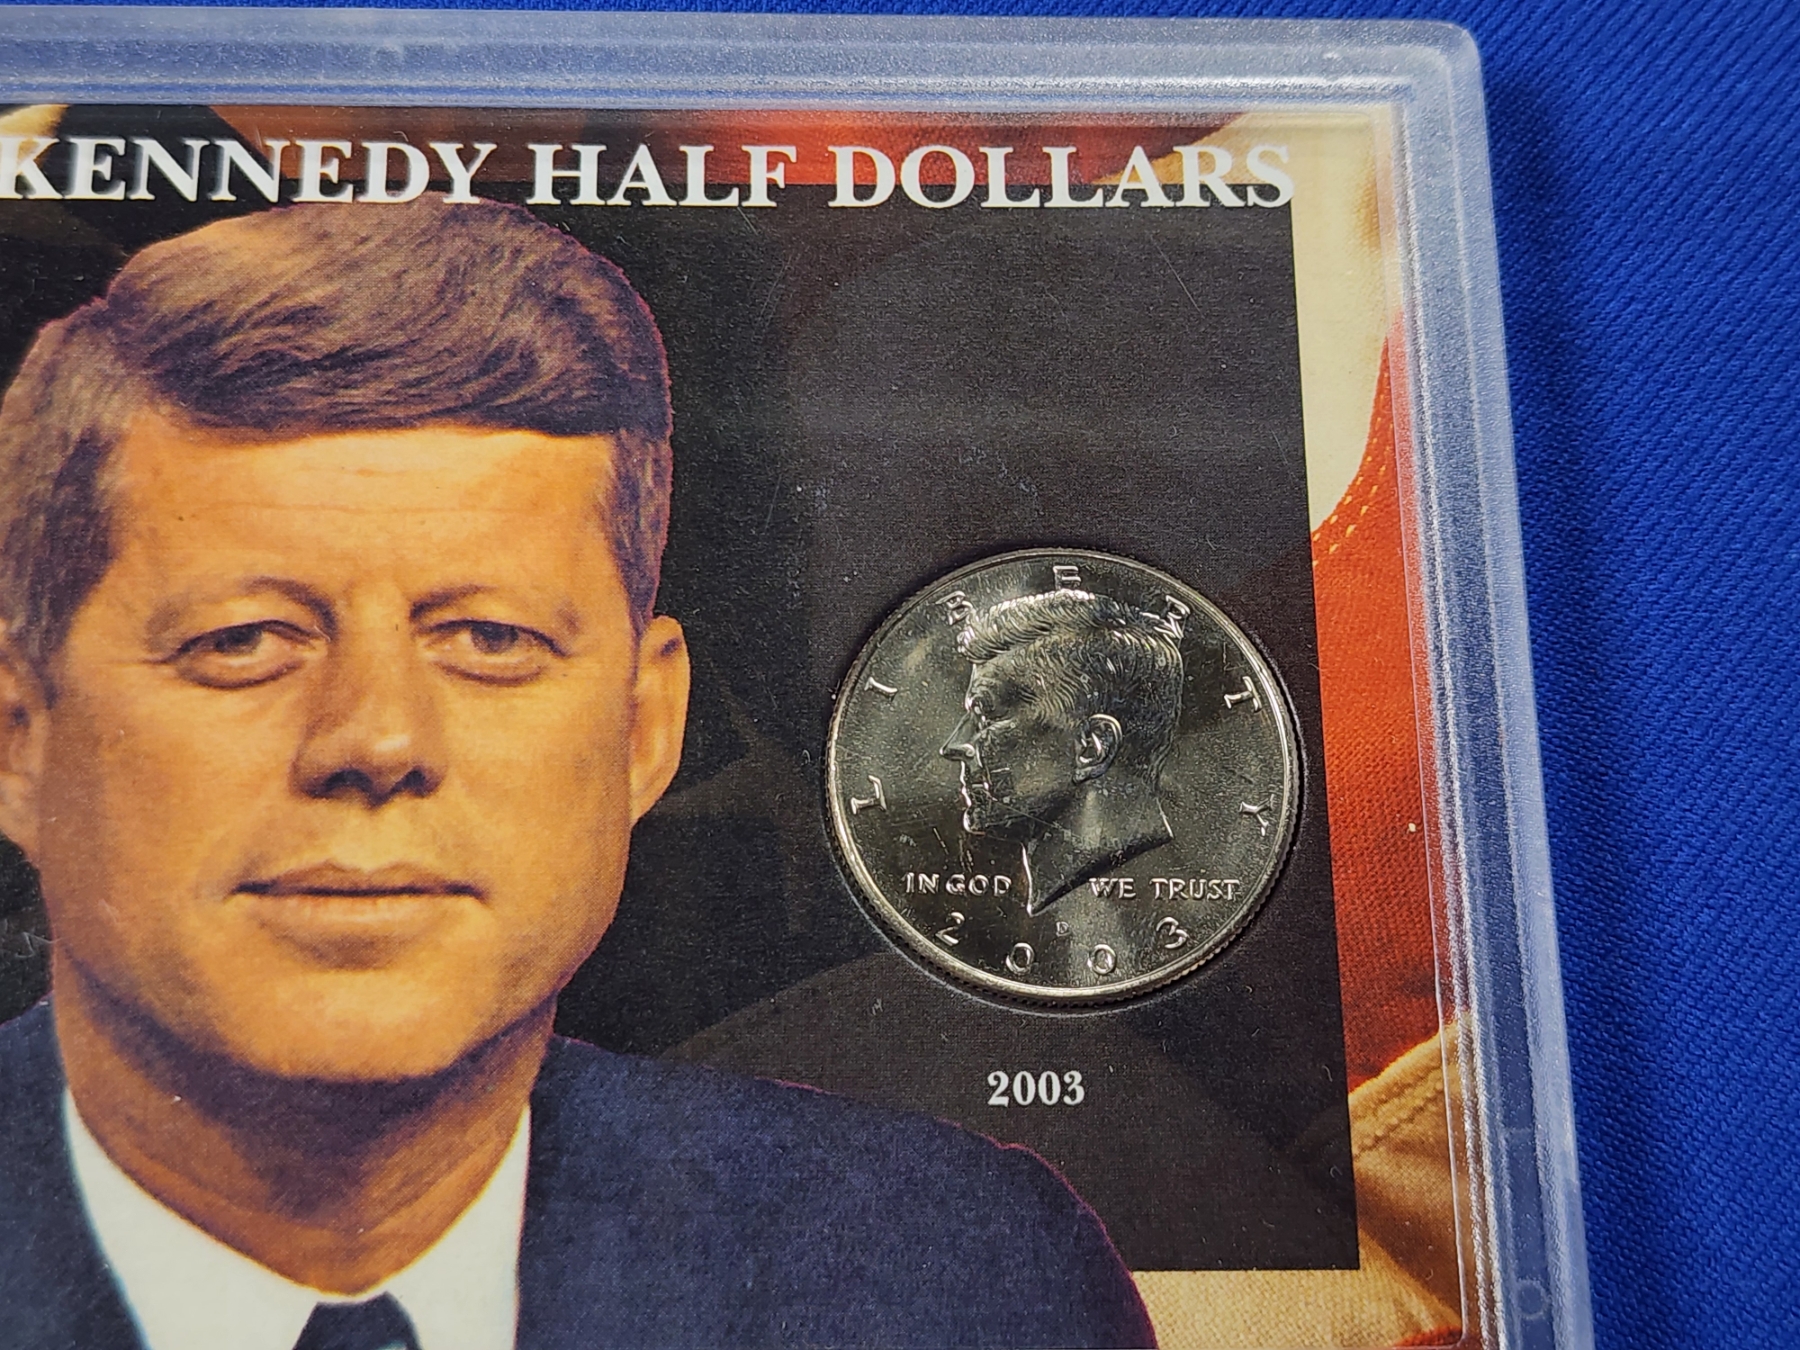 KENNEDY HALF DOLLARS
LIBERTY
IN GOD WE TRUST
D
2003
2003